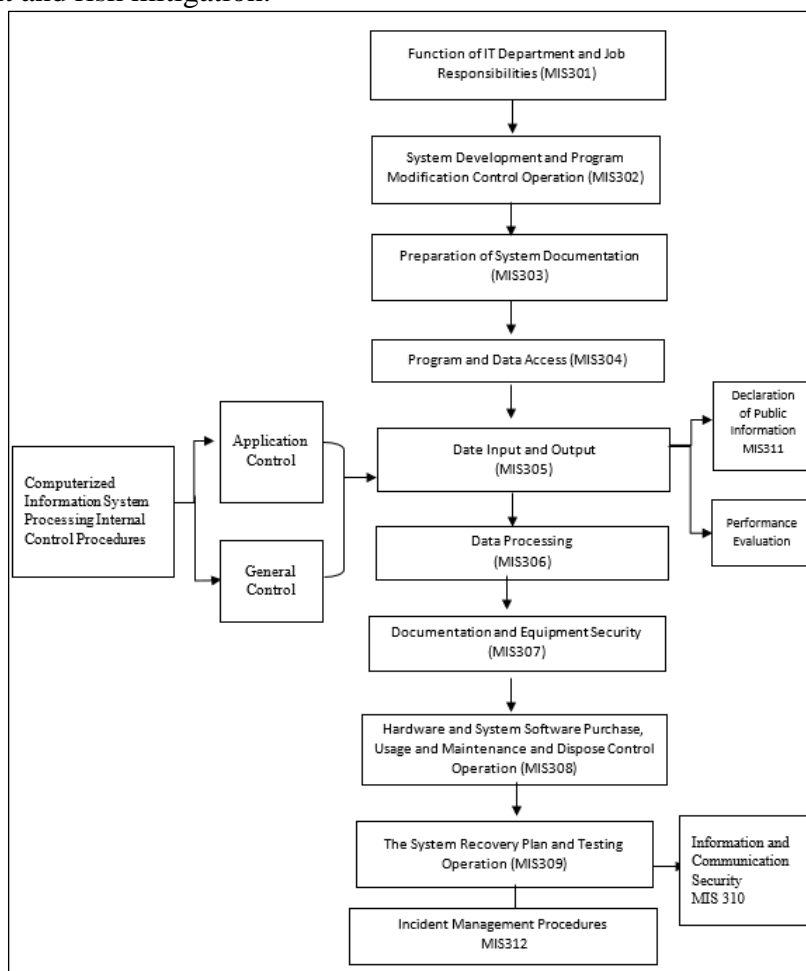 t and risk mitigation.
Function of IT Department and Job
Responsibilities (MIS301)
System Development and Program
Modification Control Operation (MIS302)
Preparation of System Documentation
(MIS303)
Program and Data Access (MIS304)
Computerized
Information System
Processing Internal
Control Procedures
Application
Control
General
Control
Date Input and Output
(MIS305)
Declaration
of Public
Information
MIS311
Performance
Evaluation
Data Processing
(MIS306)
Documentation and Equipment Security
(MIS307)
Hardware and System Software Purchase,
Usage and Maintenance and Dispose Control
Operation (MIS308)
The System Recovery Plan and Testing
Operation (MIS309)
Information and
Communication
Security
MIS 310
Incident Management Procedures
MIS312